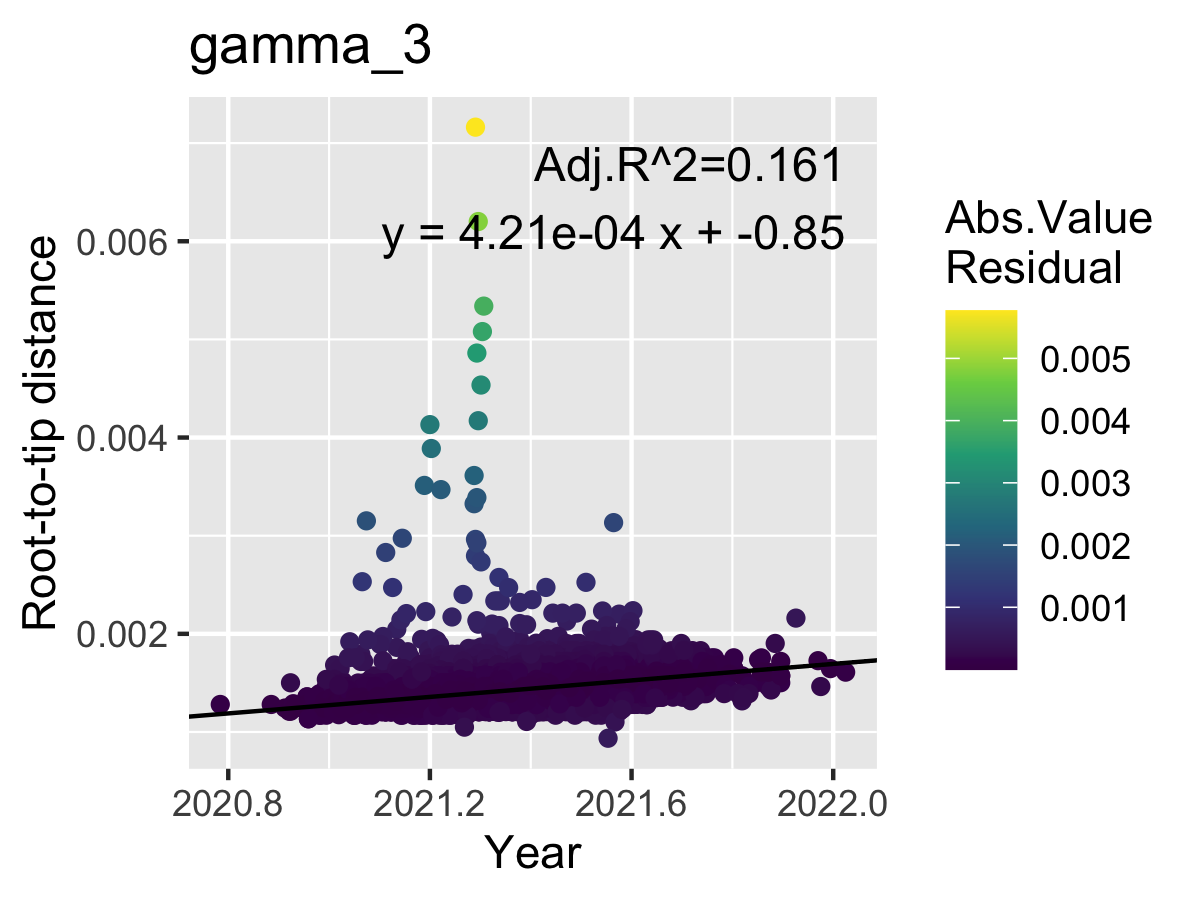 gamma_3
Adj.R^2=0.161
y = 4.21e-04 x + -0.85
Root-to-tip distance
0.006
0.004
0.002
2020.8
2021.2
2021.6
2022.0
Year
Abs.Value
Residual
0.005
0.004
0.003
0.002
0.001